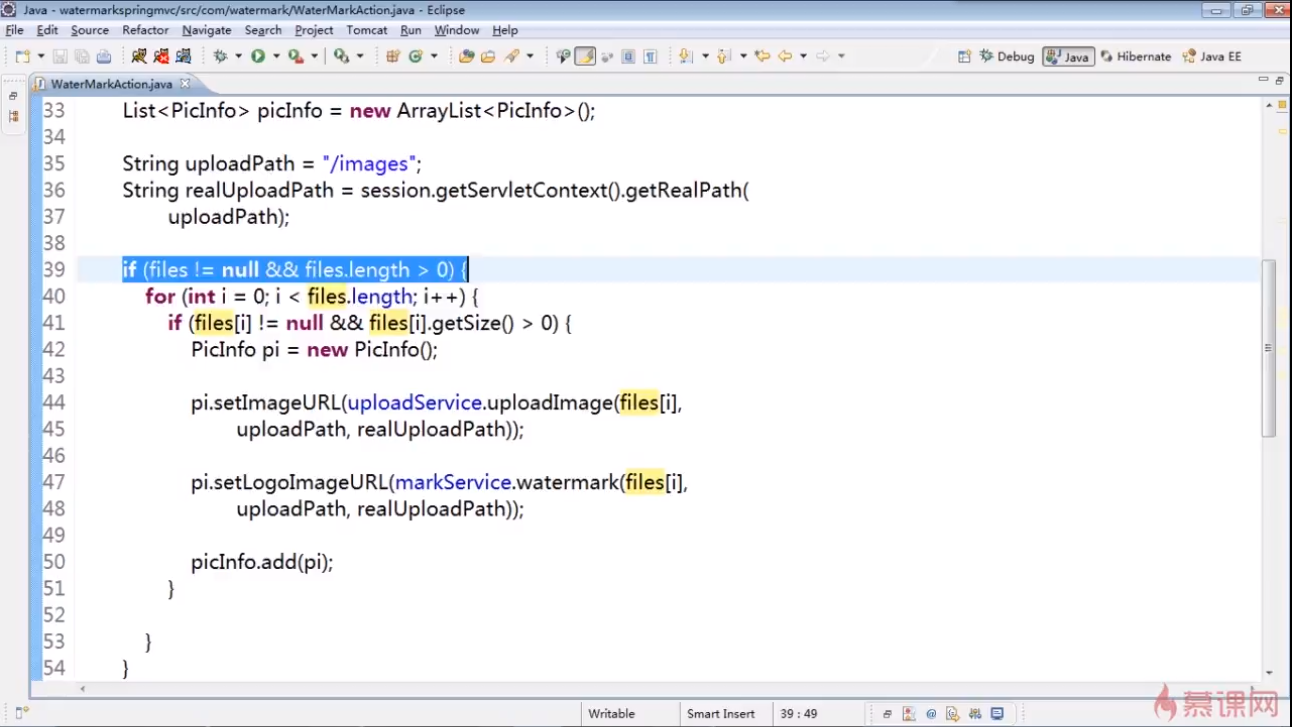 Java - watermarkspringmvc/src/com/watermark/WaterMarkAction.java - Eclipse
File Edit Source Refactor Navigate Search Project Tomcat Run Window Help
Debug Java Hibernate Java EE
WaterMarkAction.java
33 List<PicInfo> picInfo = new ArrayList<PicInfo>();
34
35 String uploadPath = "/images";
36 String realUploadPath = session.getServletContext().getRealPath(
37 uploadPath);
38
39 if (files != null && files.length > 0) {
40 for (int i = 0; i < files.length; i++) {
41 if (files[i] != null && files[i].getSize() > 0) {
42 PicInfo pi = new PicInfo();
43
44 pi.setImageURL(uploadService.uploadImage(files[i],
45 uploadPath, realUploadPath));
46
47 pi.setLogoImageURL(markService.watermark(files[i],
48 uploadPath, realUploadPath));
49
50 picInfo.add(pi);
51 }
52
53 }
54 }
Writable Smart Insert 39 : 49
慕课网